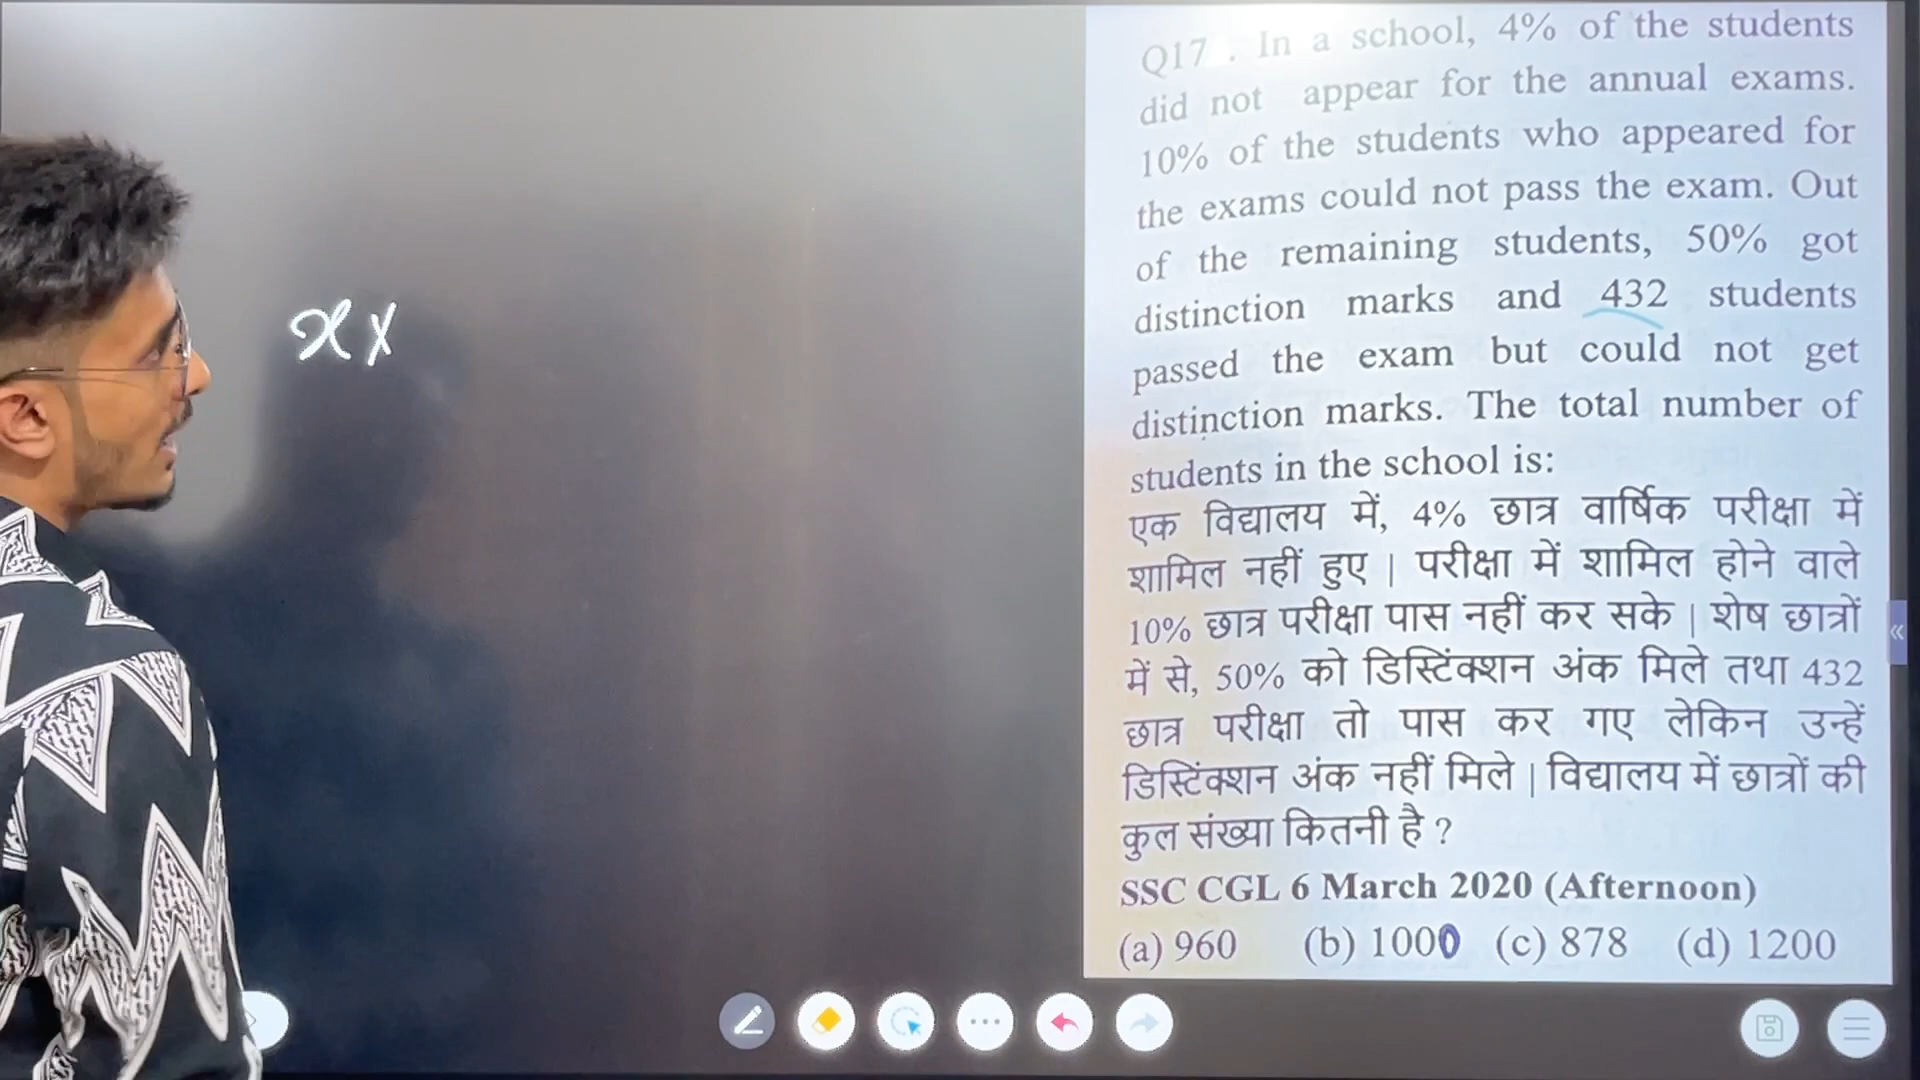 x x
Q17 . In a school, 4% of the students
did not appear for the annual exams.
10% of the students who appeared for
the exams could not pass the exam. Out
of the remaining students, 50% got
distinction marks and 432 students
passed the exam but could not get
distinction marks. The total number of
students in the school is:
एक विद्यालय में, 4% छात्र वार्षिक परीक्षा में
शामिल नहीं हुए | परीक्षा में शामिल होने वाले
10% छात्र परीक्षा पास नहीं कर सके | शेष छात्रों
में से, 50% को डिस्टिंक्शन अंक मिले तथा 432
छात्र परीक्षा तो पास कर गए लेकिन उन्हें
डिस्टिंक्शन अंक नहीं मिले | विद्यालय में छात्रों की
कुल संख्या कितनी है ?
SSC CGL 6 March 2020 (Afternoon)
(a) 960 (b) 1000 (c) 878 (d) 1200